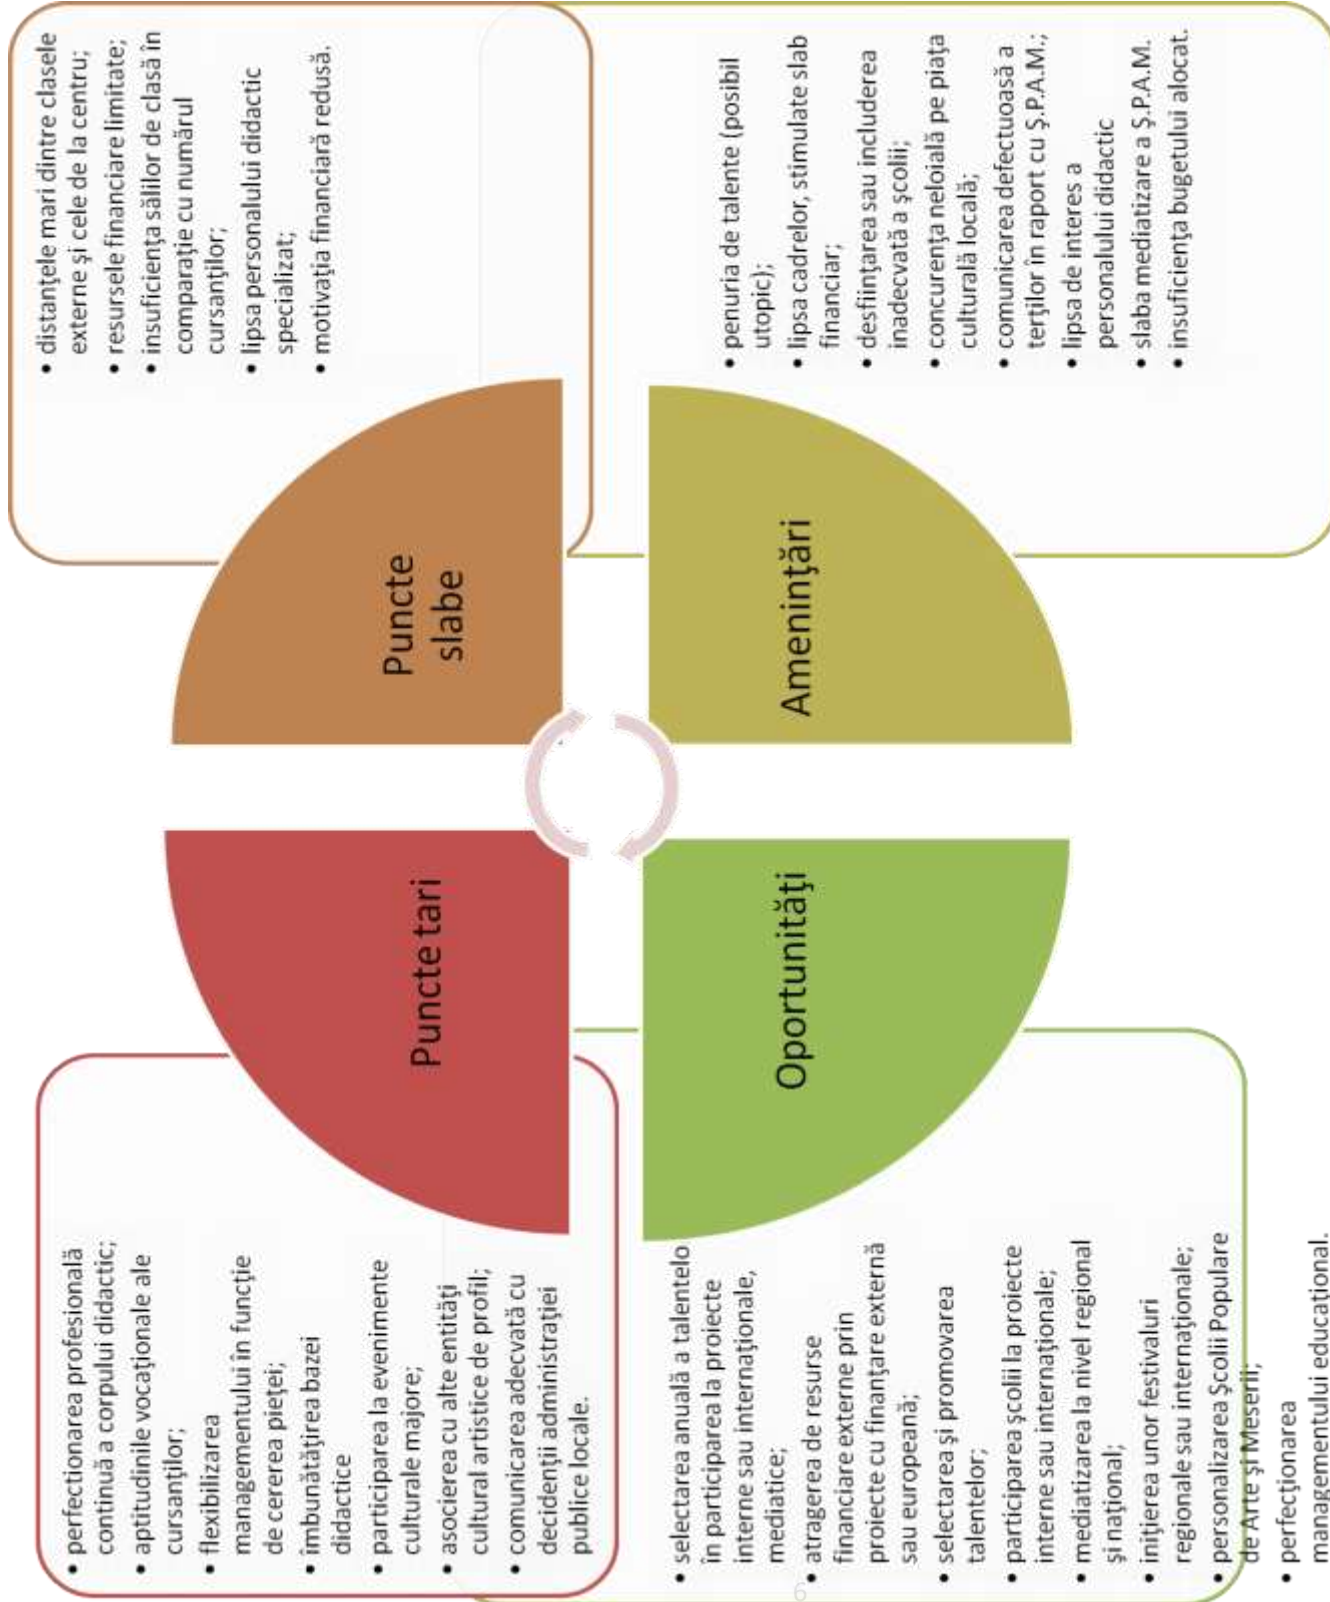 • perfectionarea profesională
continuă a corpului didactic;
• aptitudinile vocaţionale ale
cursanţilor;
• flexibilizarea
managementului în funcţie
de cererea pieţei;
• îmbunătăţirea bazei
didactice
• participarea la evenimente
culturale majore;
• asocierea cu alte entităţi
cultural artistice de profil;
• comunicarea adecvată cu
decidenţii administraţiei
publice locale.
Puncte tari
• distanţele mari dintre clasele
externe şi cele de la centru;
• resursele financiare limitate;
• insuficienţa sălilor de clasă în
comparaţie cu numărul
cursanţilor;
• lipsa personalului didactic
specializat;
• motivaţia financiară redusă.
Puncte
slabe
• selectarea anuală a talentelo
în participarea la proiecte
interne sau internaţionale,
mediatice;
• atragerea de resurse
financiare externe prin
proiecte cu finanţare externă
sau europeană;
• selectarea şi promovarea
talentelor;
• participarea şcolii la proiecte
interne sau internaţionale;
• mediatizarea la nivel regional
şi naţional;
• iniţierea unor festivaluri
regionale sau internaţionale;
• personalizarea Şcolii Populare
de Arte şi Meserii;
• perfecţionarea
managementului educaţional.
Oportunităţi
• penuria de talente (posibil
utopic);
• lipsa cadrelor, stimulate slab
financiar;
• desfiinţarea sau includerea
inadecvată a şcolii;
• concurenţa neloială pe piaţa
culturală locală;
• comunicarea defectuoasă a
terţilor în raport cu Ş.P.A.M.;
• lipsa de interes a
personalului didactic
• slaba mediatizare a Ş.P.A.M.
• insuficienţa bugetului alocat.
Ameninţări
6